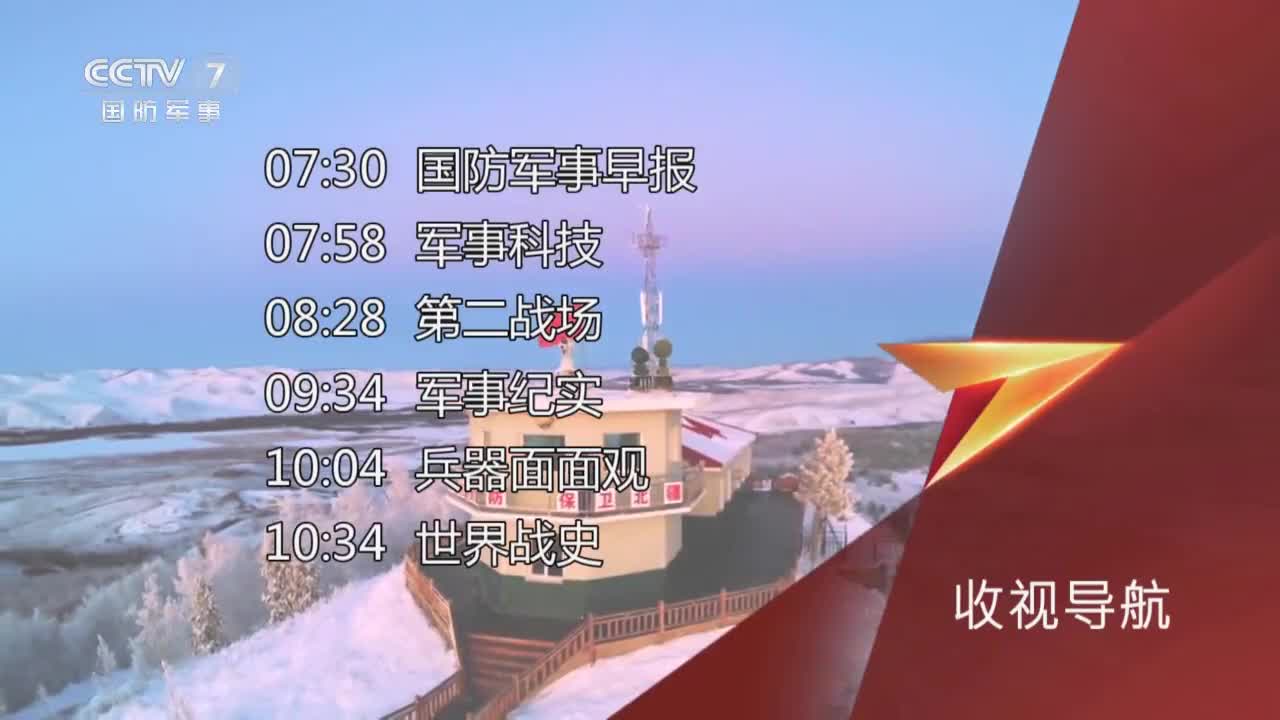 CCTV 7
国防军事
07:30 国防军事早报
07:58 军事科技
08:28 第二战场
09:34 军事纪实
10:04 兵器面面观
10:34 世界战史
防 保卫北疆
收视导航